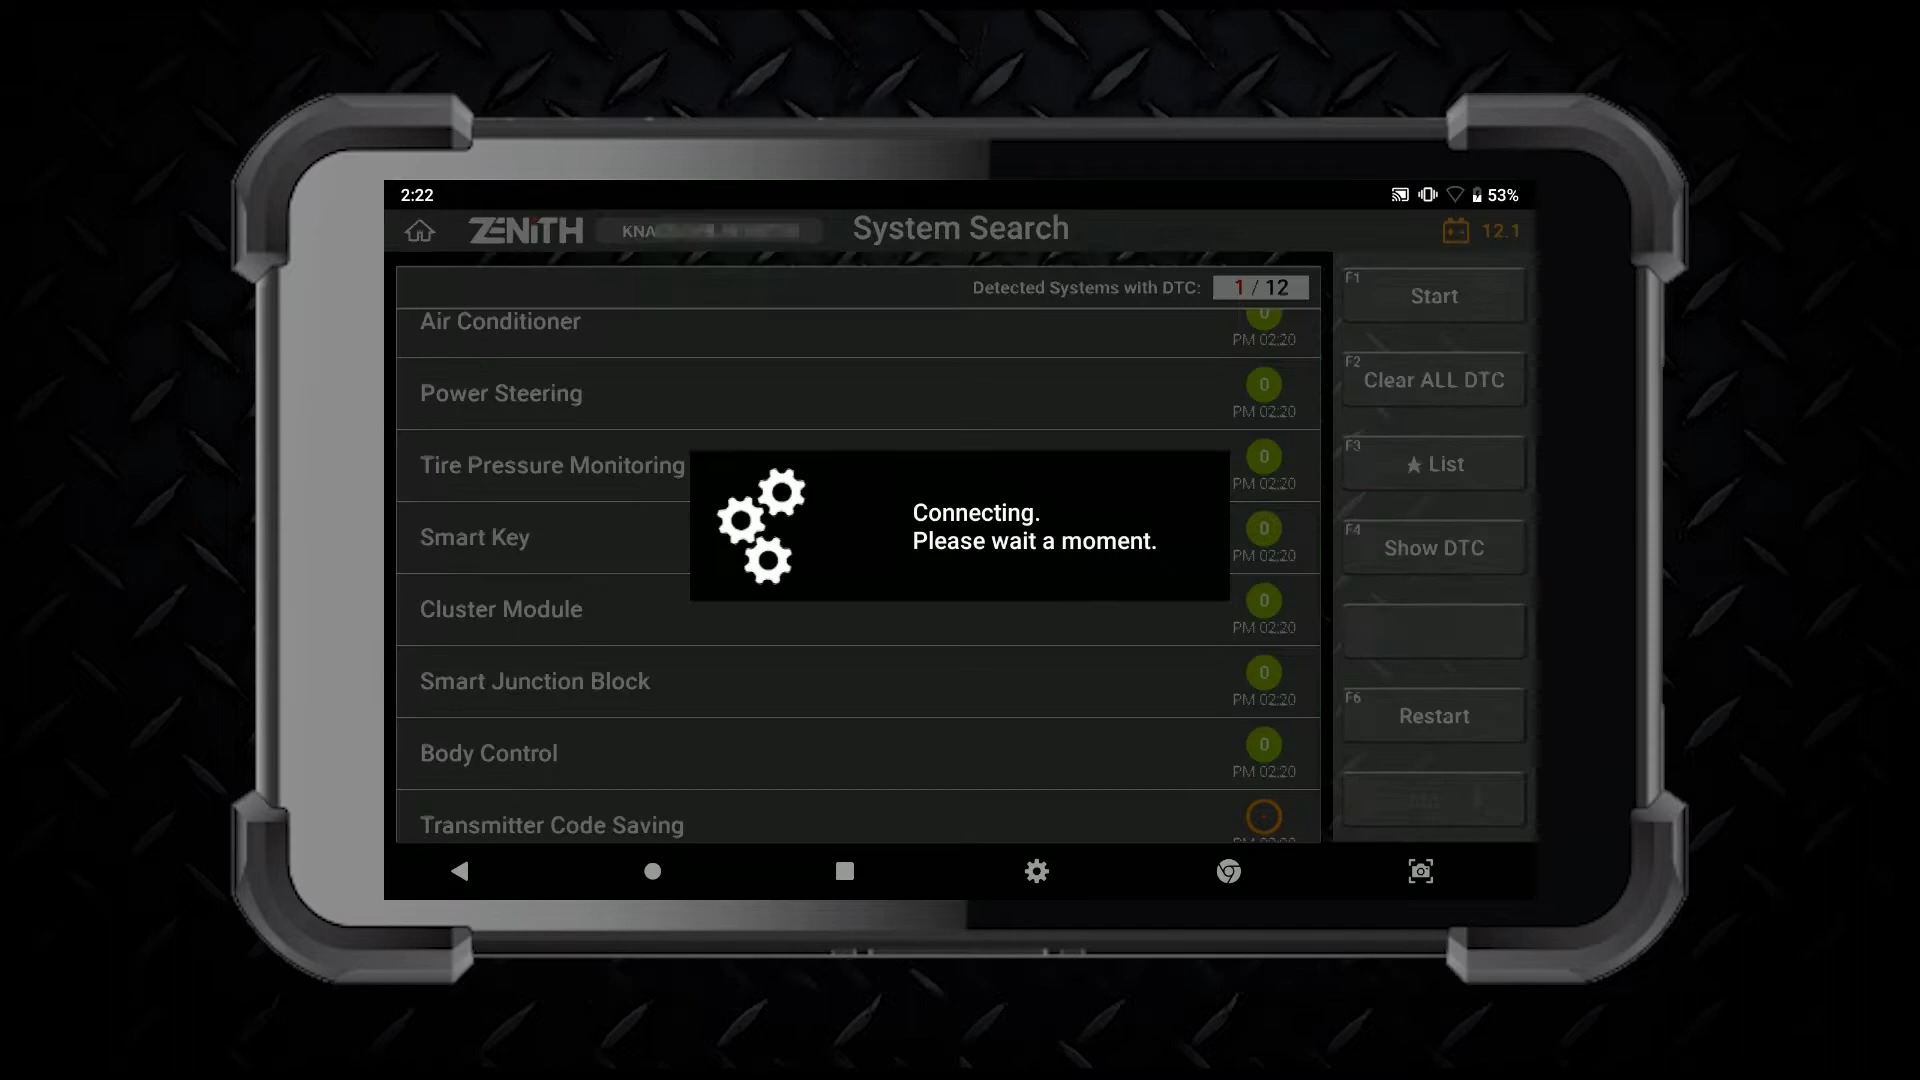 2:22
53%
ZENITH
KNA
System Search
12.1
Detected Systems with DTC: 1 / 12
Air Conditioner
0
PM 02:20
Power Steering
0
PM 02:20
Tire Pressure Monitoring
0
PM 02:20
Smart Key
0
PM 02:20
Cluster Module
0
PM 02:20
Smart Junction Block
0
PM 02:20
Body Control
0
PM 02:20
Transmitter Code Saving
Connecting.
Please wait a moment.
F1
Start
F2
Clear ALL DTC
F3
★ List
F4
Show DTC
F6
Restart